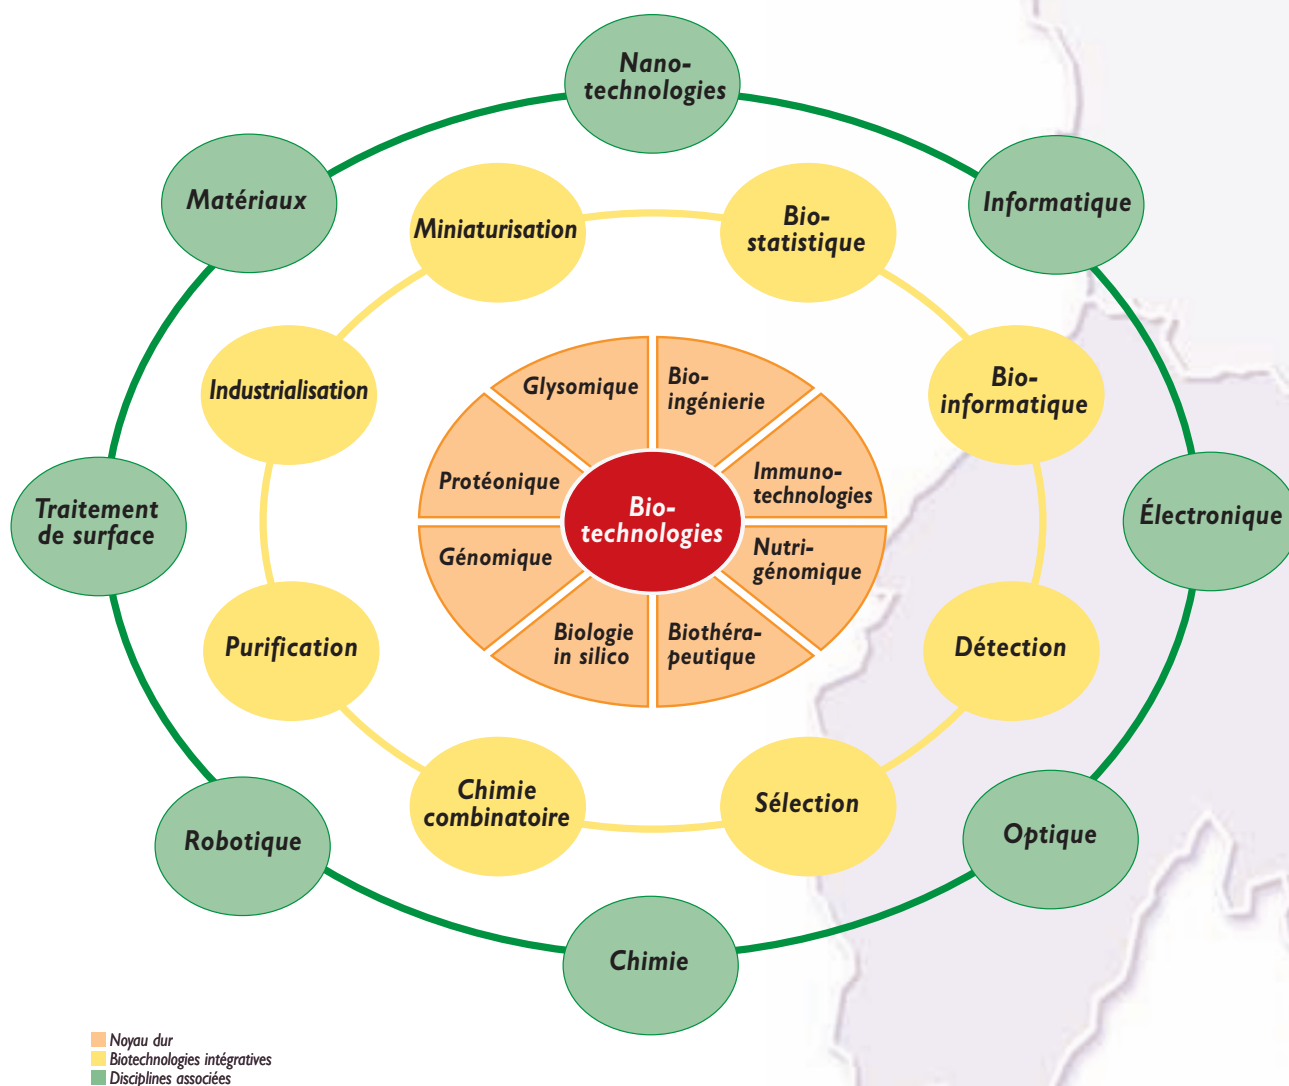 Nano-
technologies
Matériaux
Informatique
Miniaturisation
Bio-
statistique
Industrialisation
Bio-
informatique
Glysomique
Bio-
ingénierie
Protéonique
Immuno-
technologies
Bio-
technologies
Traitement
de surface
Électronique
Génomique
Nutri-
génomique
Purification
Biologie
in silico
Biothéra-
peutique
Détection
Chimie
combinatoire
Sélection
Robotique
Optique
Chimie
Noyau dur
Biotechnologies intégratives
Disciplines associées